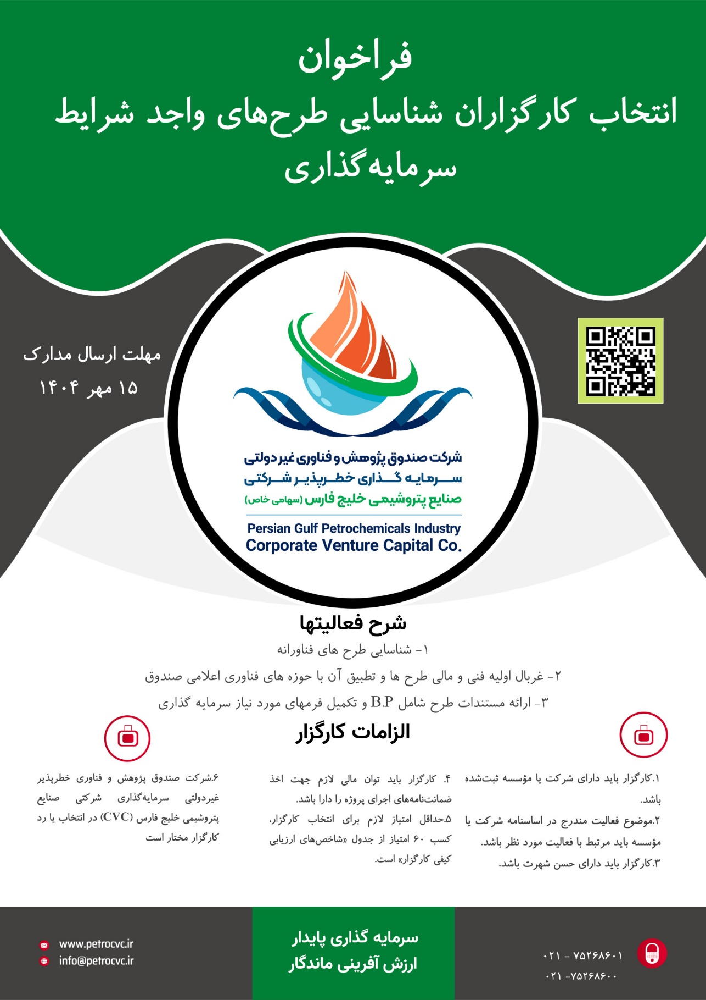 فراخوان
انتخاب کارگزاران شناسایی طرح‌های واجد شرایط
سرمایه‌گذاری
مهلت ارسال مدارک
۱۵ مهر ۱۴۰۴
شرکت صندوق پژوهش و فناوری غیر دولتی
سرمایه گذاری خطرپذیر شرکتی
صنایع پتروشیمی خلیج فارس (سهامی خاص)
Persian Gulf Petrochemicals Industry
Corporate Venture Capital Co.
شرح فعالیتها
۱- شناسایی طرح های فناورانه
۲- غربال اولیه فنی و مالی طرح ها و تطبیق آن با حوزه های فناوری اعلامی صندوق
۳- ارائه مستندات طرح شامل B.P و تکمیل فرمهای مورد نیاز سرمایه گذاری
الزامات کارگزار
۱.کارگزار باید دارای شرکت یا مؤسسه ثبت‌شده
باشد.
۲.موضوع فعالیت مندرج در اساسنامه شرکت یا
مؤسسه باید مرتبط با فعالیت مورد نظر باشد.
۳.کارگزار باید دارای حسن شهرت باشد.
۴. کارگزار باید توان مالی لازم جهت اخذ
ضمانت‌نامه‌های اجرای پروژه را دارا باشد.
۵.حداقل امتیاز لازم برای انتخاب کارگزار،
کسب ۶۰ امتیاز از جدول «شاخص‌های ارزیابی
کیفی کارگزار» است.
۶.شرکت صندوق پژوهش و فناوری خطرپذیر
غیردولتی سرمایه‌گذاری شرکتی صنایع
پتروشیمی خلیج فارس (CVC) در انتخاب یا رد
کارگزار مختار است
۰۲۱ - ۷۵۲۶۸۶۰۱
۰۲۱ -۷۵۲۶۸۶۰۰
سرمایه گذاری پایدار
ارزش آفرینی ماندگار
www.petrocvc.ir
info@petrocvc.ir